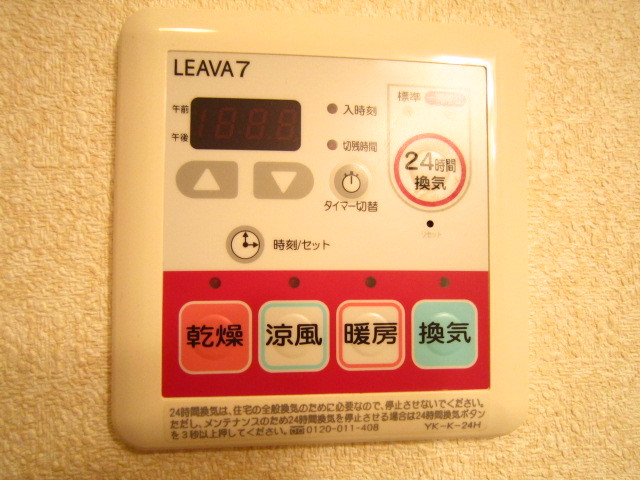 LEAVA7
標準
午前
午後
入時刻
切残時間
24時間
換気
タイマー切替
リセット
時刻/セット
乾燥
涼風
暖房
換気
24時間換気は、住宅の全般換気のために必要なので、停止させないでください。
ただし、メンテナンスのため24時間換気を停止させる場合は24時間換気ボタン
を3秒以上押してください。 0120-011-408 YK-K-24H